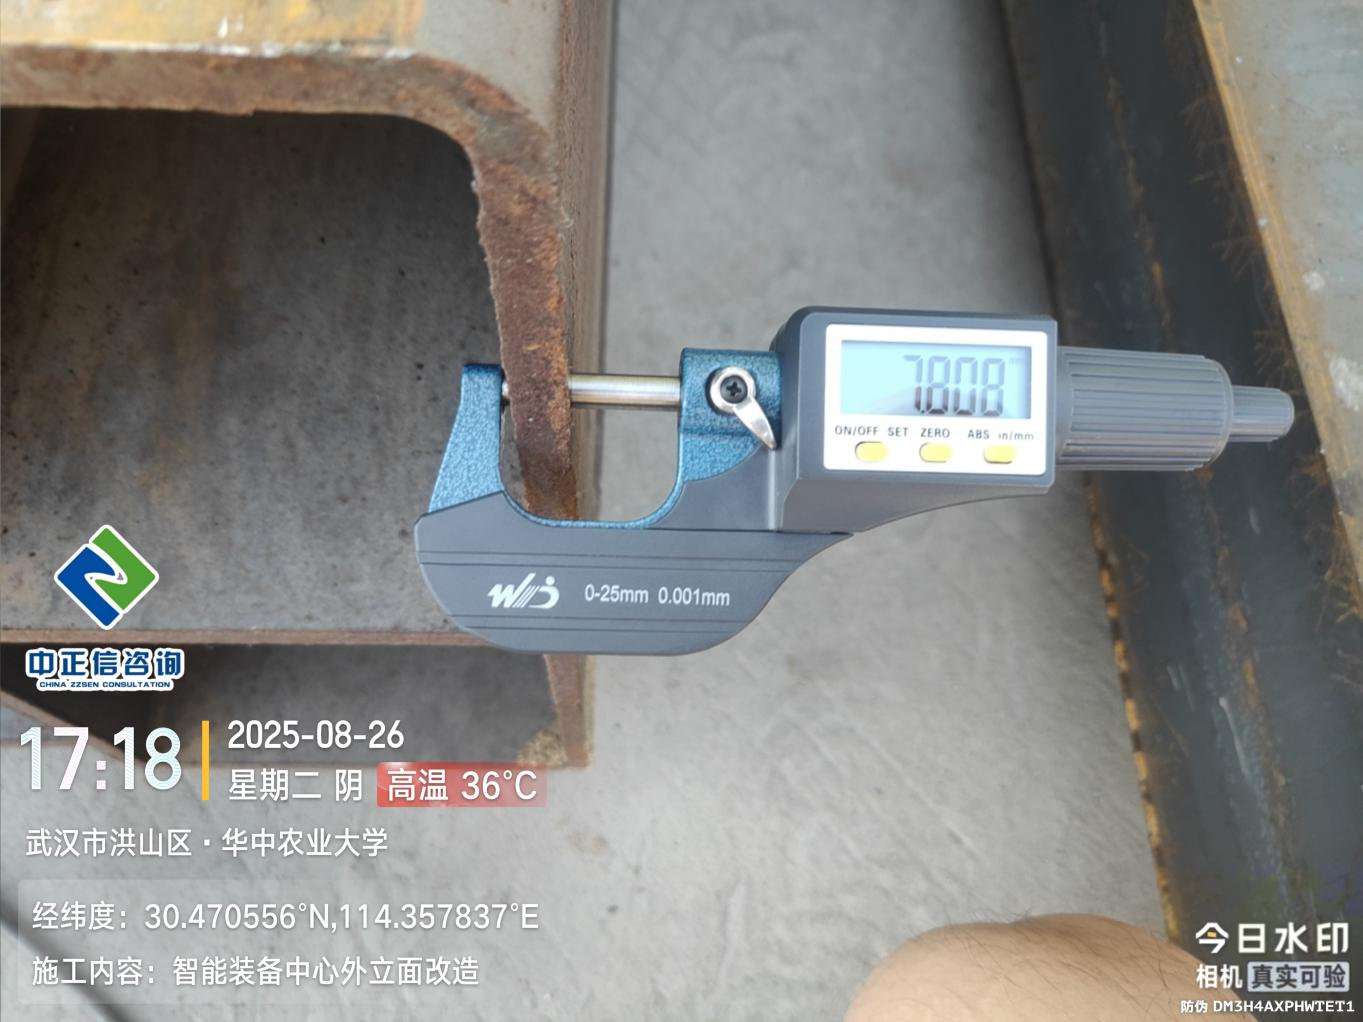 7.808
mm
ON/OFF SET ZERO ABS in/mm
0-25mm 0.001mm
中正信咨询
CHINA ZZSEN CONSULTATION
17:18
2025-08-26
星期二 阴 高温 36°C
武汉市洪山区·华中农业大学
经纬度：30.470556°N,114.357837°E
施工内容：智能装备中心外立面改造
今日水印
相机 真实可验
防伪 DM3H4AXPHWTET1